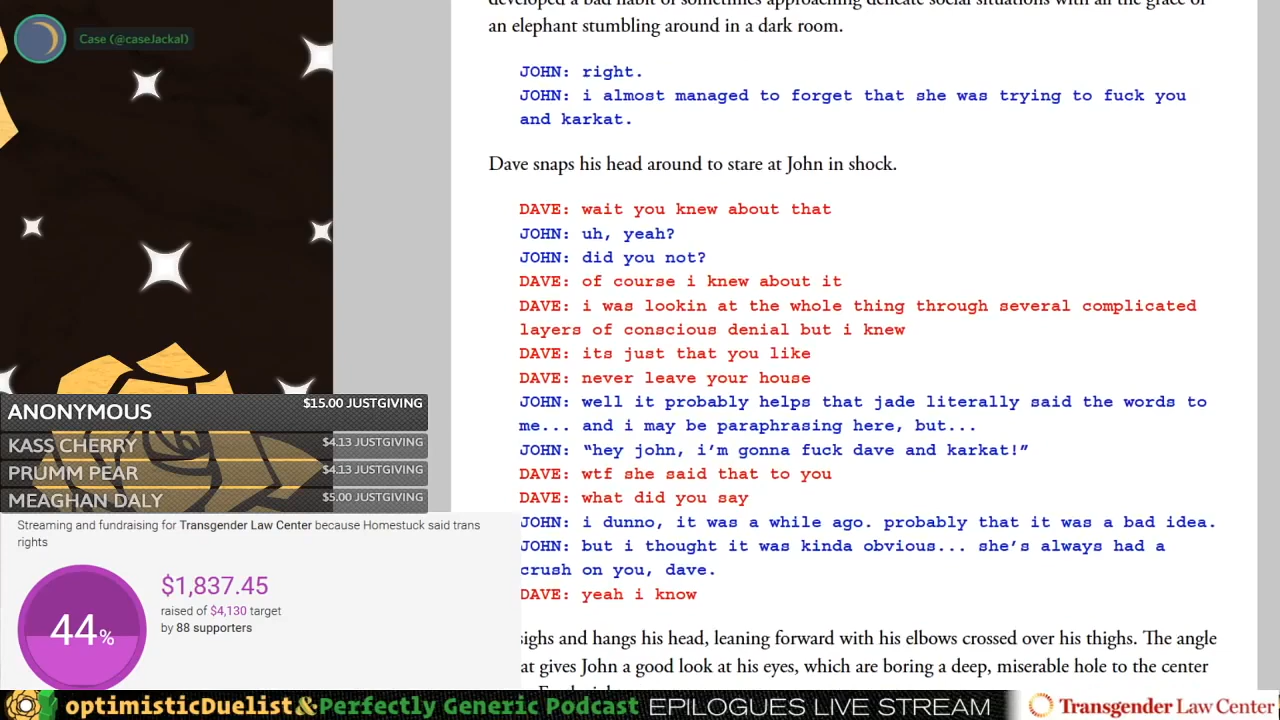 Case (@caseJackal)
developed a bad habit of sometimes approaching delicate social situations with all the grace of
an elephant stumbling around in a dark room.
JOHN: right.
JOHN: i almost managed to forget that she was trying to fuck you
and karkat.
Dave snaps his head around to stare at John in shock.
DAVE: wait you knew about that
JOHN: uh, yeah?
JOHN: did you not?
DAVE: of course i knew about it
DAVE: i was lookin at the whole thing through several complicated
layers of conscious denial but i knew
DAVE: its just that you like
DAVE: never leave your house
JOHN: well it probably helps that jade literally said the words to
me... and i may be paraphrasing here, but...
JOHN: “hey john, i’m gonna fuck dave and karkat!”
DAVE: wtf she said that to you
DAVE: what did you say
JOHN: i dunno, it was a while ago. probably that it was a bad idea.
JOHN: but i thought it was kinda obvious... she’s always had a
crush on you, dave.
DAVE: yeah i know
sighs and hangs his head, leaning forward with his elbows crossed over his thighs. The angle
at gives John a good look at his eyes, which are boring a deep, miserable hole to the center
ANONYMOUS $15.00 JUSTGIVING
KASS CHERRY $4.13 JUSTGIVING
PRUMM PEAR $4.13 JUSTGIVING
MEAGHAN DALY $5.00 JUSTGIVING
Streaming and fundraising for Transgender Law Center because Homestuck said trans
rights
44%
$1,837.45
raised of $4,130 target
by 88 supporters
optimisticDuelist&Perfectly Generic Podcast EPILOGUES LIVE STREAM Transgender Law Center